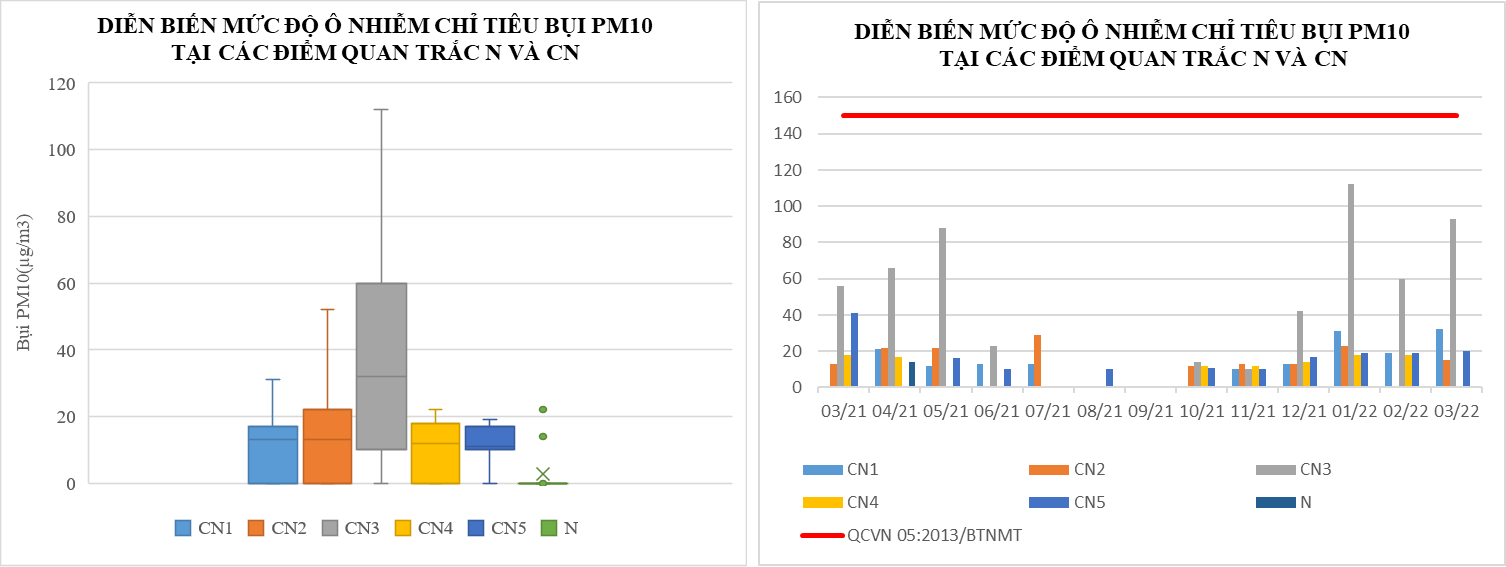 DIỄN BIẾN MỨC ĐỘ Ô NHIỄM CHỈ TIÊU BỤI PM10
TẠI CÁC ĐIỂM QUAN TRẮC N VÀ CN
120
100
80
60
40
20
0
Bụi PM10(µg/m3)
CN1 CN2 CN3 CN4 CN5 N
DIỄN BIẾN MỨC ĐỘ Ô NHIỄM CHỈ TIÊU BỤI PM10
TẠI CÁC ĐIỂM QUAN TRẮC N VÀ CN
160
140
120
100
80
60
40
20
0
03/21 04/21 05/21 06/21 07/21 08/21 09/21 10/21 11/21 12/21 01/22 02/22 03/22
CN1 CN2 CN3
CN4 CN5 N
QCVN 05:2013/BTNMT